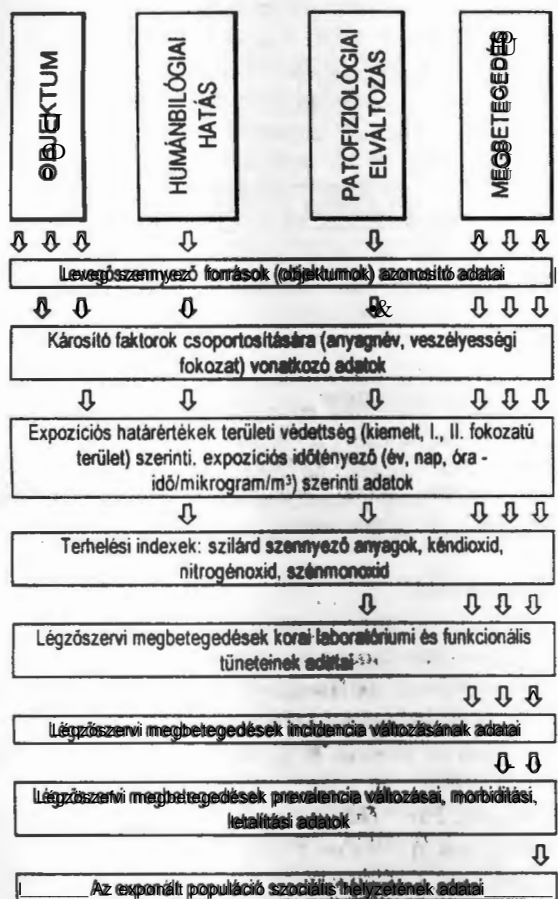 OBJEKTUM
HUMÁNBILÓGIAI
HATÁS
PATOFIZIOLÓGIAI
ELVÁLTOZÁS
MEGBETEGEDÉS
Levegőszennyező források (objektumok) azonosító adatai
Károsító faktorok csoportosítására (anyagnév, veszélyességi
fokozat) vonatkozó adatok
Expozíciós határértékek területi védettség (kiemelt, I., II. fokozatú
terület) szerinti. expozíciós időtényező (év, nap, óra -
idő/mikrogram/m³) szerinti adatok
Terhelési indexek: szilárd szennyező anyagok, kéndioxid,
nitrogénoxid, szénmonoxid
Légzőszervi megbetegedések korai laboratóriumi és funkcionális
tüneteinek adatai
Légzőszervi megbetegedések incidencia változásának adatai
Légzőszervi megbetegedések prevalencia változásai, morbiditási,
letalitási adatok
Az exponált populáció szociális helyzetének adatai